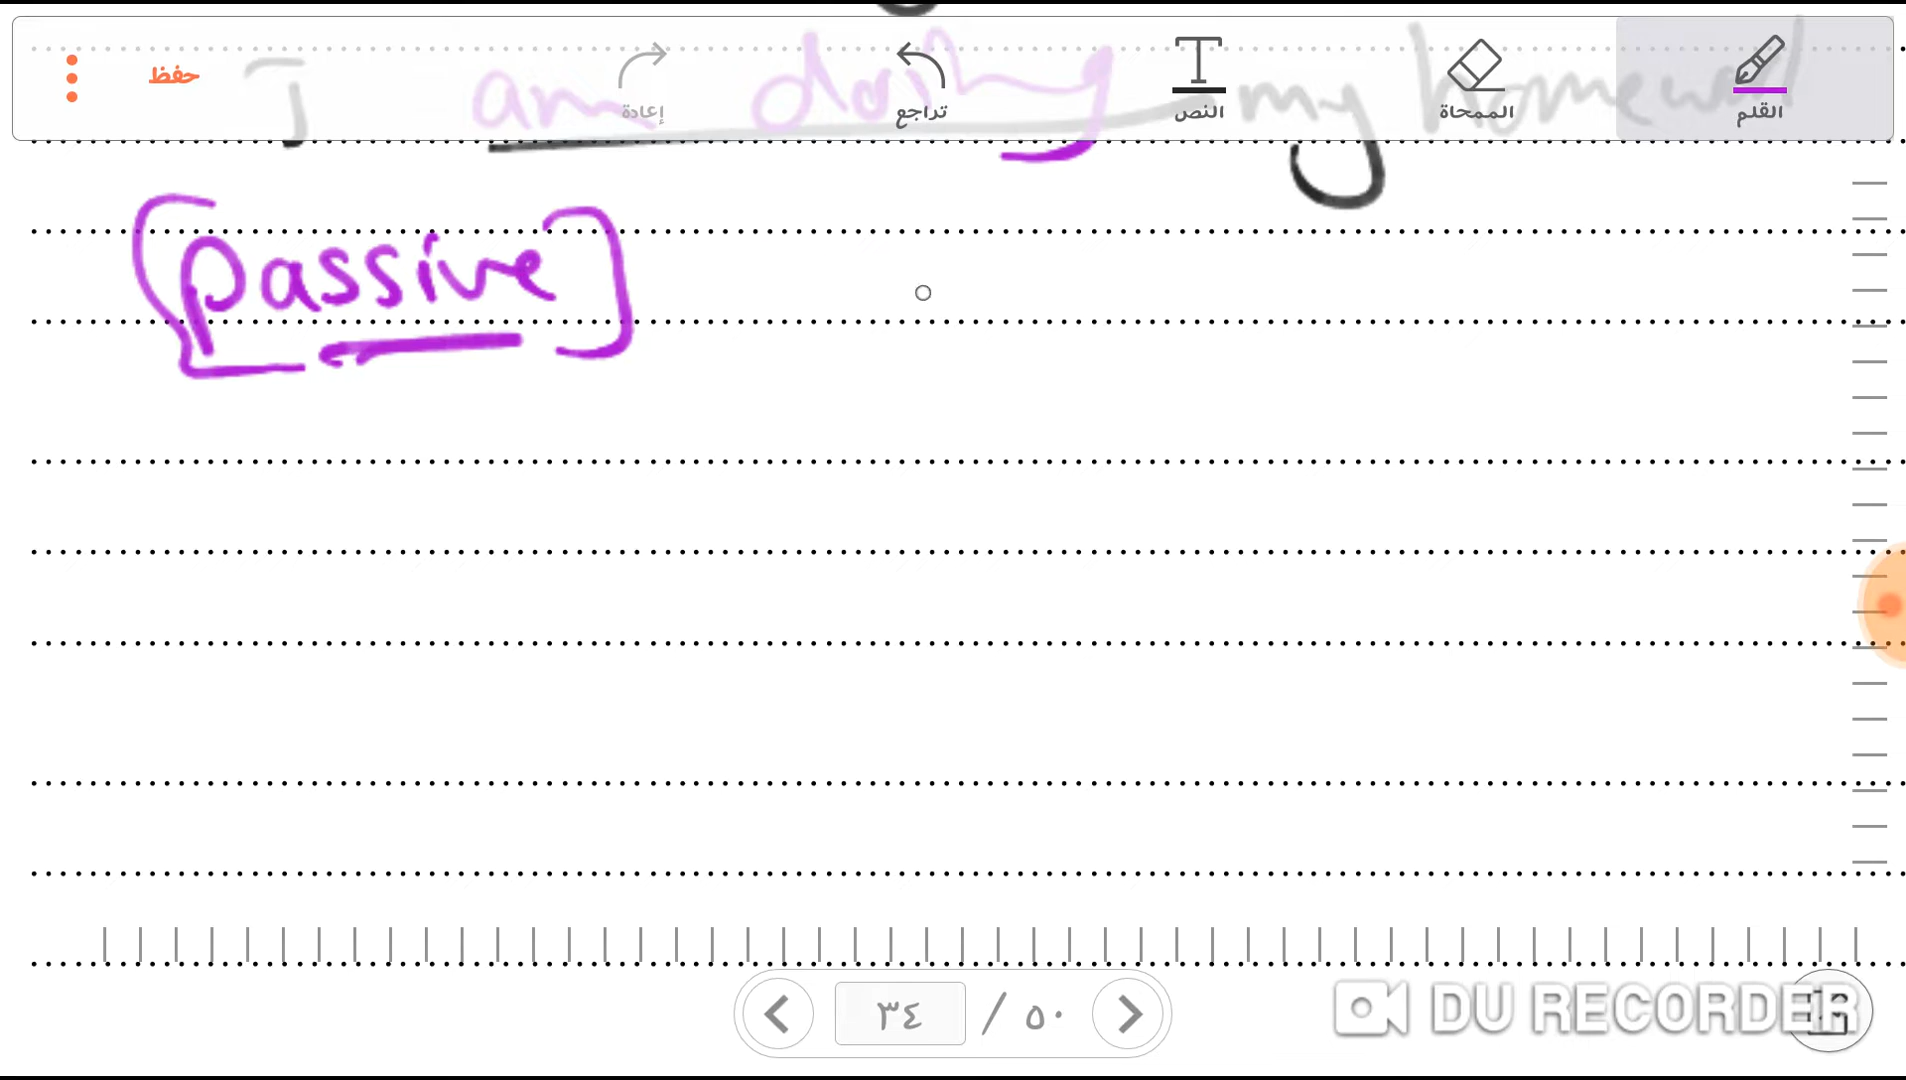 حفظ إعادة تراجع النص الممحاة القلم
I am doing my homework
[passive]
٣٤ / ٥٠
DU RECORDER